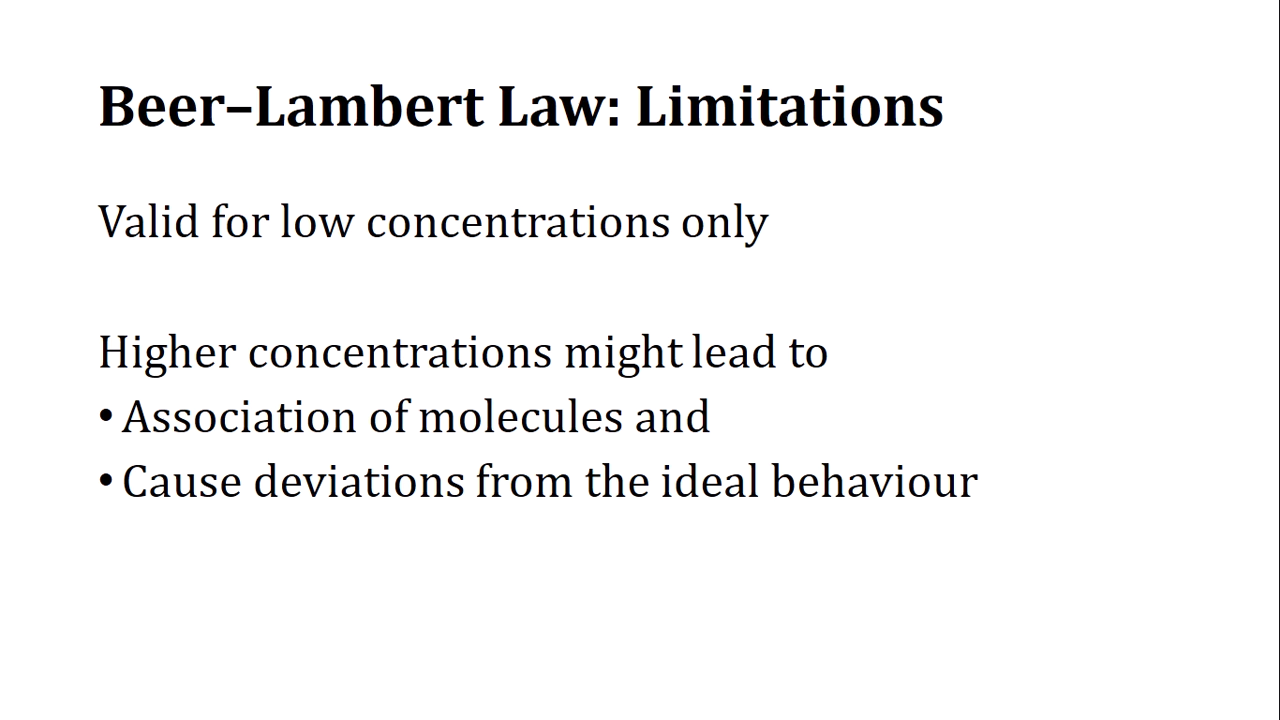 Beer–Lambert Law: Limitations
Valid for low concentrations only
Higher concentrations might lead to
• Association of molecules and
• Cause deviations from the ideal behaviour